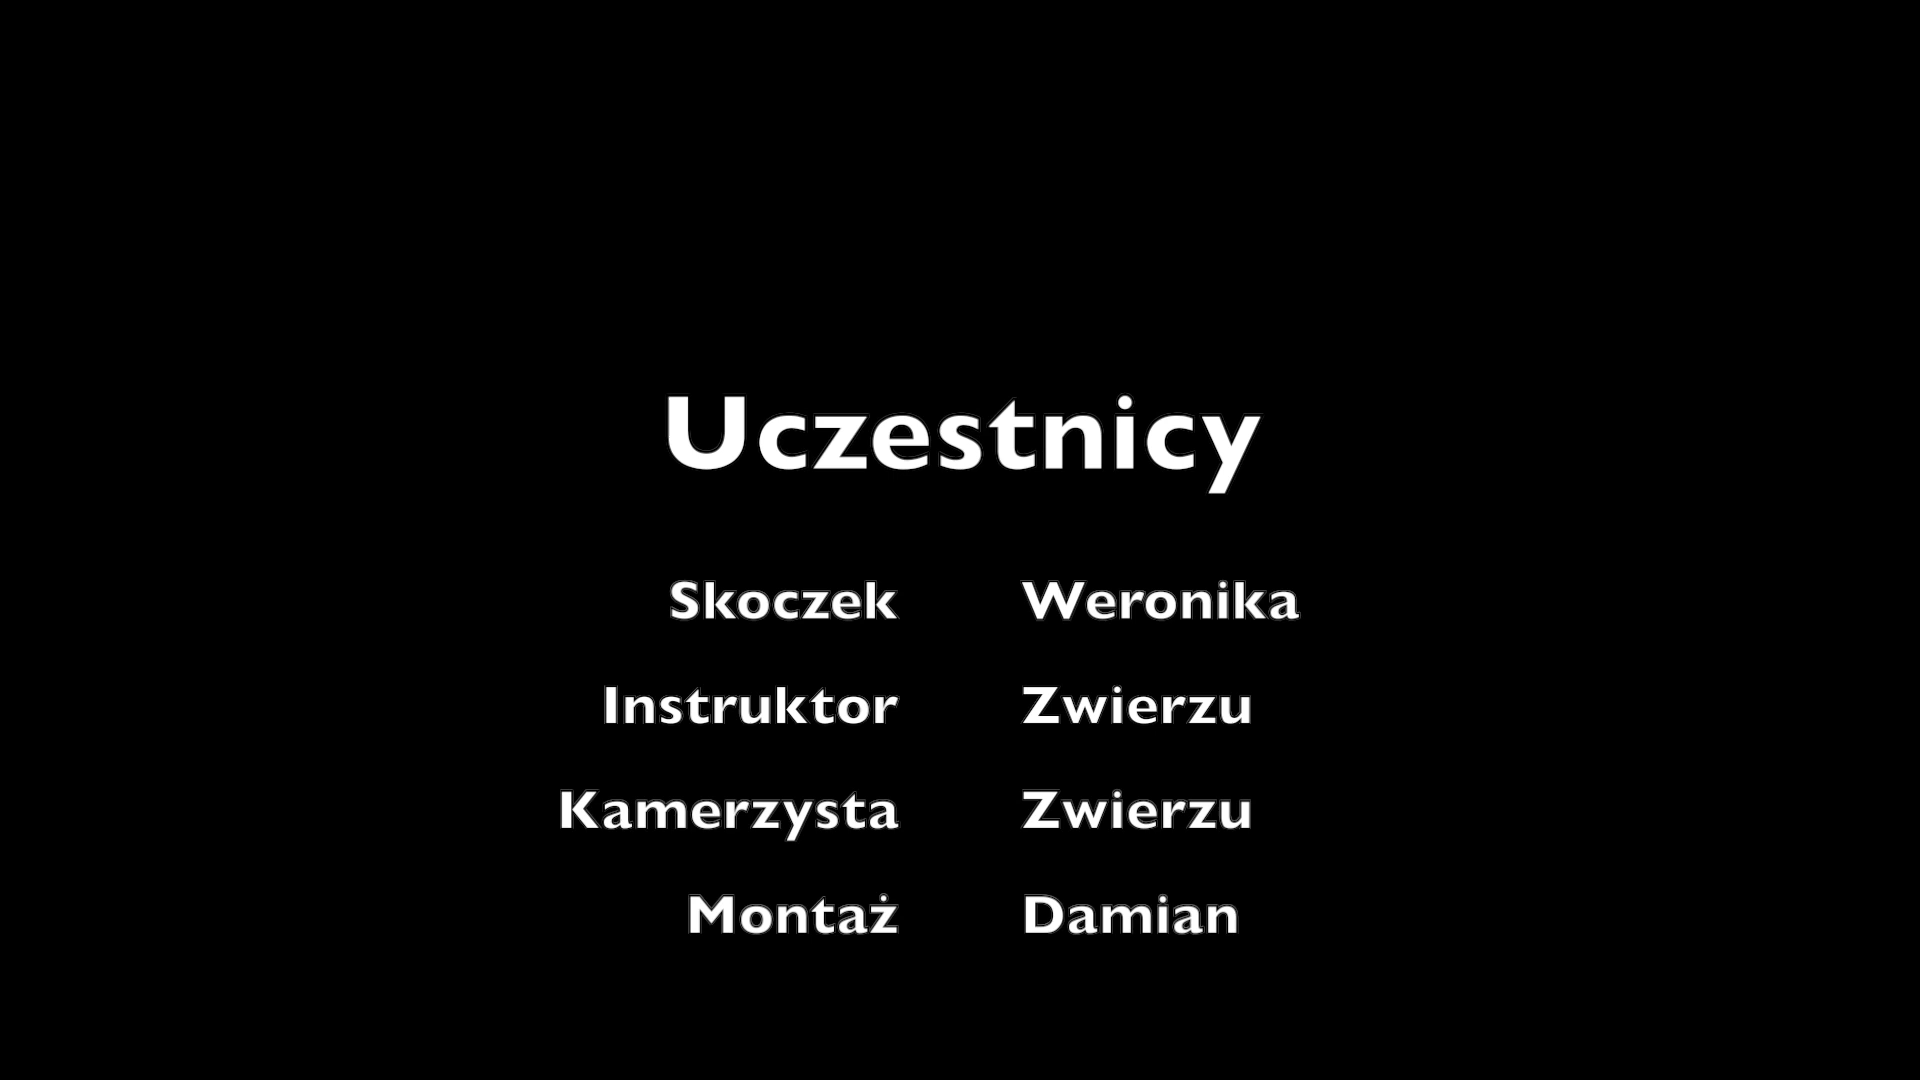 Uczestnicy
Skoczek Weronika
Instruktor Zwierzu
Kamerzysta Zwierzu
Montaż Damian